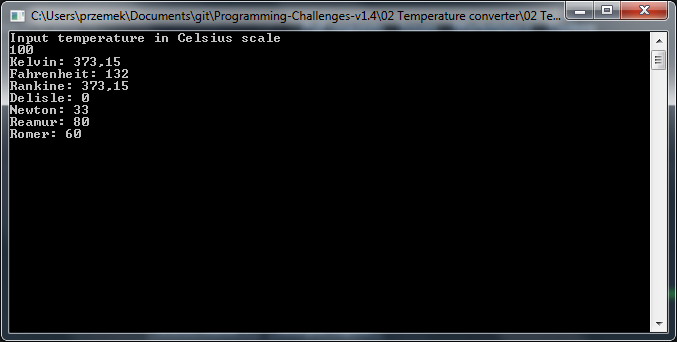 C:\Users\przemek\Documents\git\Programming-Challenges-v1.4\02 Temperature converter\02 Te...
Input temperature in Celsius scale
100
Kelvin: 373,15
Fahrenheit: 132
Rankine: 373,15
Delisle: 0
Newton: 33
Reamur: 80
Romer: 60